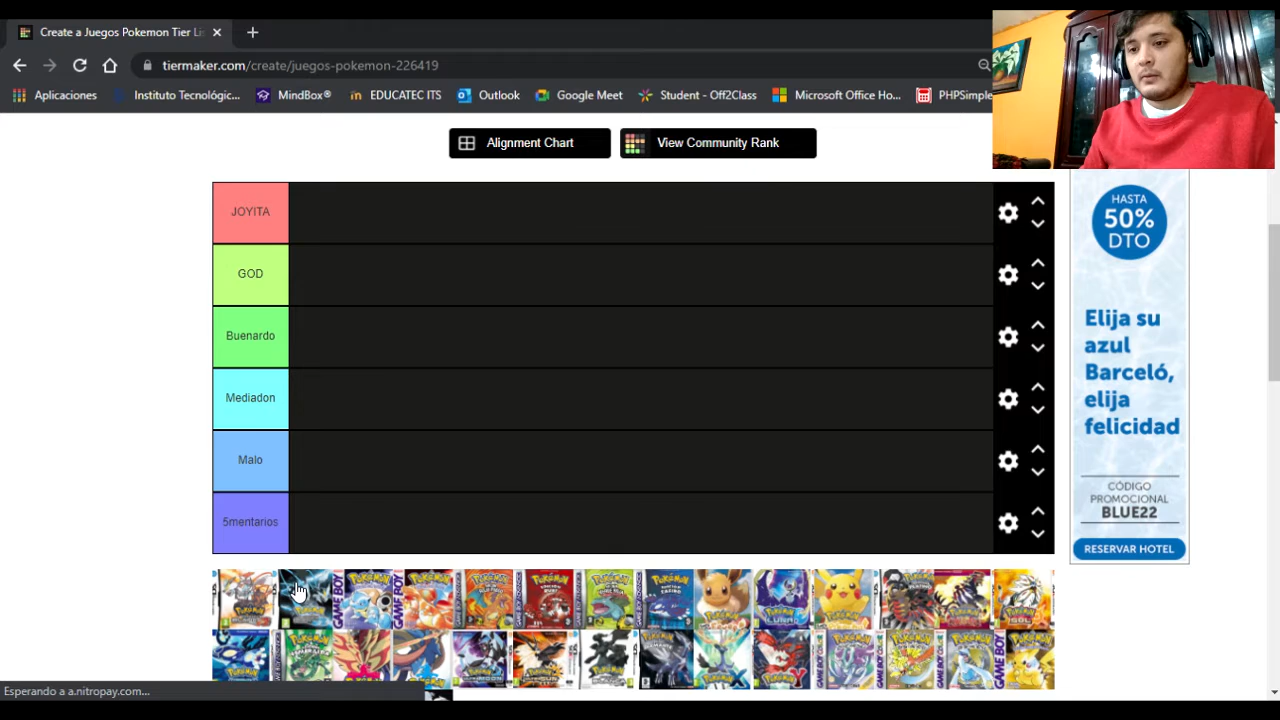 Create a Juegos Pokemon Tier Li
tiermaker.com/create/juegos-pokemon-226419
Aplicaciones Instituto Tecnológic... MindBox® EDUCATEC ITS Outlook Google Meet Student - Off2Class Microsoft Office Ho... PHPSimple
Alignment Chart View Community Rank
JOYITA
GOD
Buenardo
Mediadon
Malo
5mentarios
HASTA
50%
DTO
Elija su
azul
Barceló,
elija
felicidad
CÓDIGO
PROMOCIONAL
BLUE22
RESERVAR HOTEL
Esperando a a.nitropay.com...